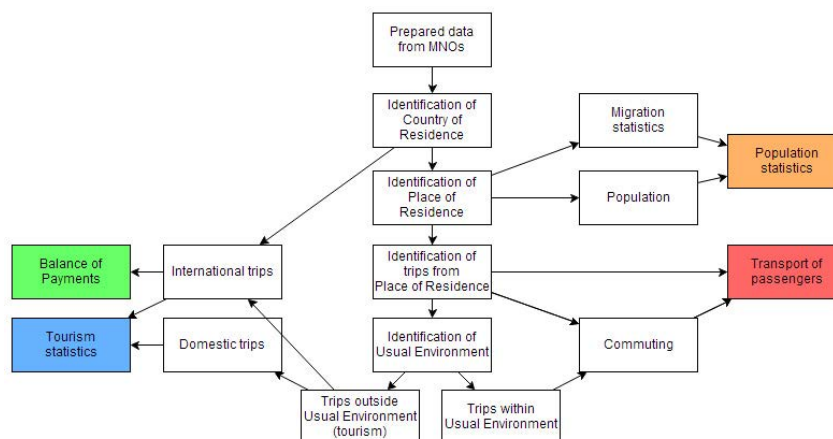 Prepared data
from MNOs
Identification of
Country of
Residence
Migration
statistics
Population
statistics
Identification of
Place of
Residence
Population
Balance of
Payments
International trips
Identification of
trips from
Place of Residence
Transport of
passengers
Tourism
statistics
Domestic trips
Identification of
Usual Environment
Commuting
Trips outside
Usual Environment
(tourism)
Trips within
Usual Environment